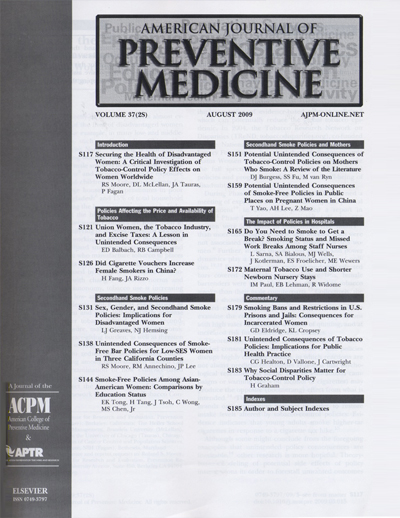 AMERICAN JOURNAL OF
PREVENTIVE
MEDICINE
VOLUME 37(2S)
AUGUST 2009
AJPM-ONLINE.NET
Introduction
S117 Securing the Health of Disadvantaged
Women: A Critical Investigation of
Tobacco-Control Policy Effects on
Women Worldwide
RS Moore, DL McLellan, JA Tauras,
P Fagan
Policies Affecting the Price and Availability of
Tobacco
S121 Union Women, the Tobacco Industry,
and Excise Taxes: A Lesson in
Unintended Consequences
ED Balbach, RB Campbell
S126 Did Cigarette Vouchers Increase
Female Smokers in China?
H Fang, JA Rizzo
Secondhand Smoke Policies
S131 Sex, Gender, and Secondhand Smoke
Policies: Implications for
Disadvantaged Women
LJ Greaves, NJ Hemsing
S138 Unintended Consequences of Smoke-
Free Bar Policies for Low-SES Women
in Three California Counties
RS Moore, RM Annechino, JP Lee
S144 Smoke-Free Policies Among Asian-
American Women: Comparisons by
Education Status
EK Tong, H Tang, J Tsoh, C Wong,
MS Chen, Jr
Secondhand Smoke Policies and Mothers
S151 Potential Unintended Consequences of
Tobacco-Control Policies on Mothers
Who Smoke: A Review of the Literature
DJ Burgess, SS Fu, M van Ryn
S159 Potential Unintended Consequences
of Smoke-Free Policies in Public
Places on Pregnant Women in China
T Yao, AH Lee, Z Mao
The Impact of Policies in Hospitals
S165 Do You Need to Smoke to Get a
Break? Smoking Status and Missed
Work Breaks Among Staff Nurses
L Sarna, SA Bialous, MJ Wells,
J Kotlerman, ES Froelicher, ME Wewers
S172 Maternal Tobacco Use and Shorter
Newborn Nursery Stays
IM Paul, EB Lehman, R Widome
Commentary
S179 Smoking Bans and Restrictions in U.S.
Prisons and Jails: Consequences for
Incarcerated Women
GD Eldridge, KL Cropsey
S181 Unintended Consequences of Tobacco
Policies: Implications for Public
Health Practice
CG Healton, D Vallone, J Cartwright
S183 Why Social Disparities Matter for
Tobacco-Control Policy
H Graham
Indexes
S185 Author and Subject Indexes
A Journal of the
ACPM
American College of
Preventive Medicine
&
APTR
ELSEVIER
ISSN 0749-3797